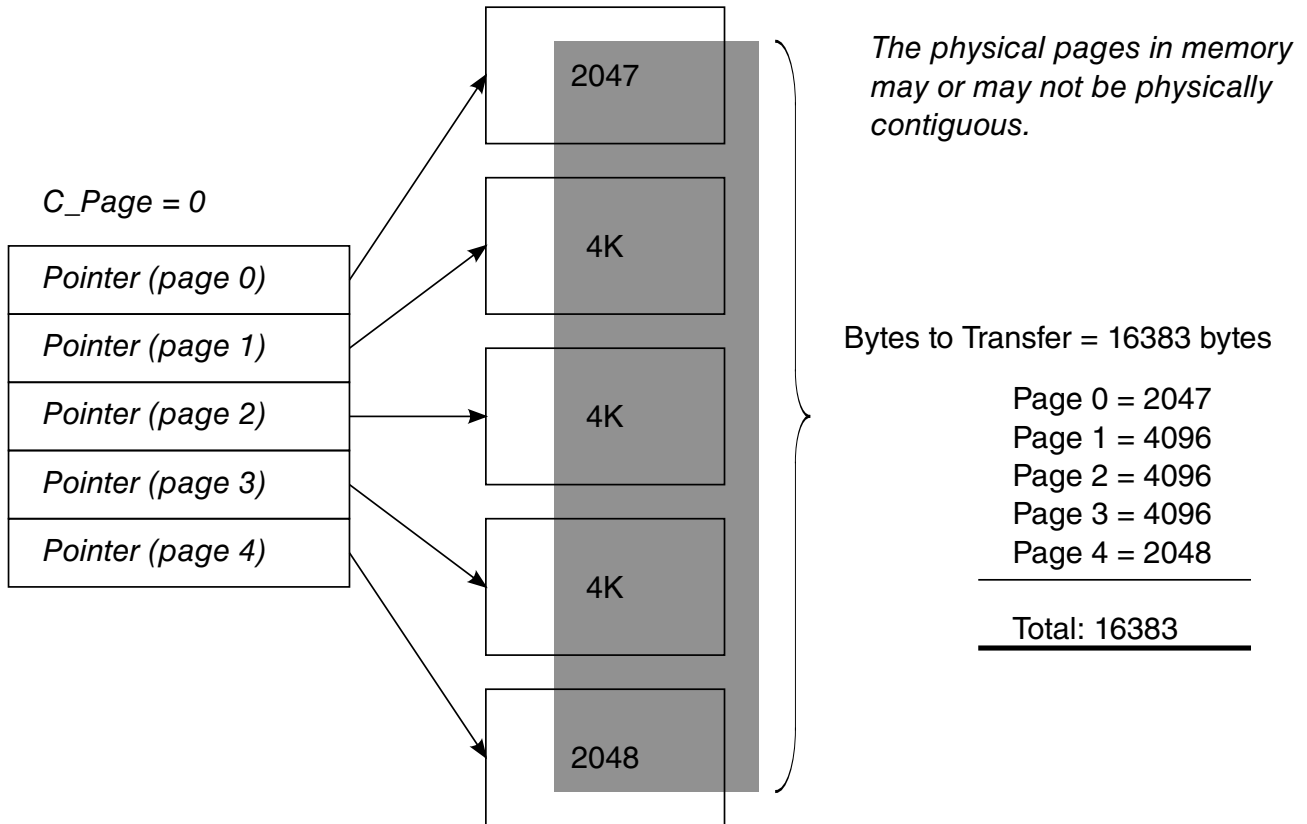 The physical pages in memory
may or may not be physically
contiguous.
C_Page = 0
Pointer (page 0)
Pointer (page 1)
Pointer (page 2)
Pointer (page 3)
Pointer (page 4)
2047
4K
4K
4K
2048
Bytes to Transfer = 16383 bytes
Page 0 = 2047
Page 1 = 4096
Page 2 = 4096
Page 3 = 4096
Page 4 = 2048
Total: 16383